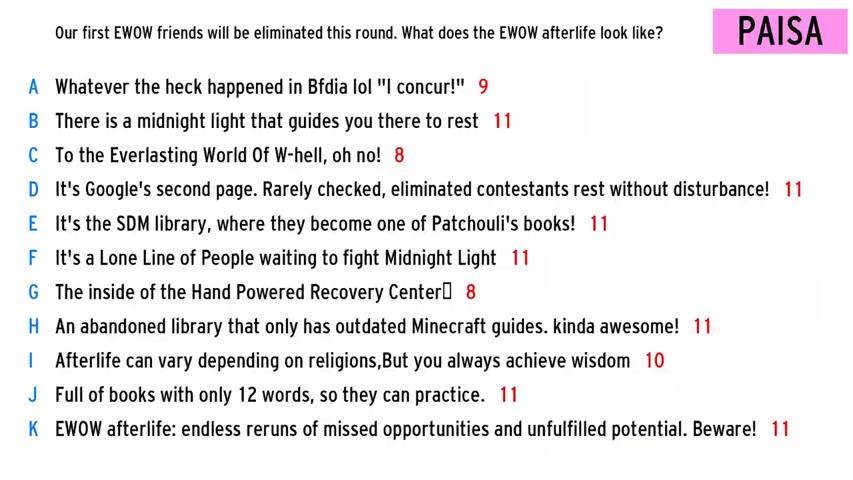 Our first EWOW friends will be eliminated this round. What does the EWOW afterlife look like?
PAISA
A Whatever the heck happened in Bfdia lol "I concur!" 9
B There is a midnight light that guides you there to rest 11
C To the Everlasting World Of W-hell, oh no! 8
D It's Google's second page. Rarely checked, eliminated contestants rest without disturbance! 11
E It's the SDM library, where they become one of Patchouli's books! 11
F It's a Lone Line of People waiting to fight Midnight Light 11
G The inside of the Hand Powered Recovery Center▯ 8
H An abandoned library that only has outdated Minecraft guides. kinda awesome! 11
I Afterlife can vary depending on religions,But you always achieve wisdom 10
J Full of books with only 12 words, so they can practice. 11
K EWOW afterlife: endless reruns of missed opportunities and unfulfilled potential. Beware! 11